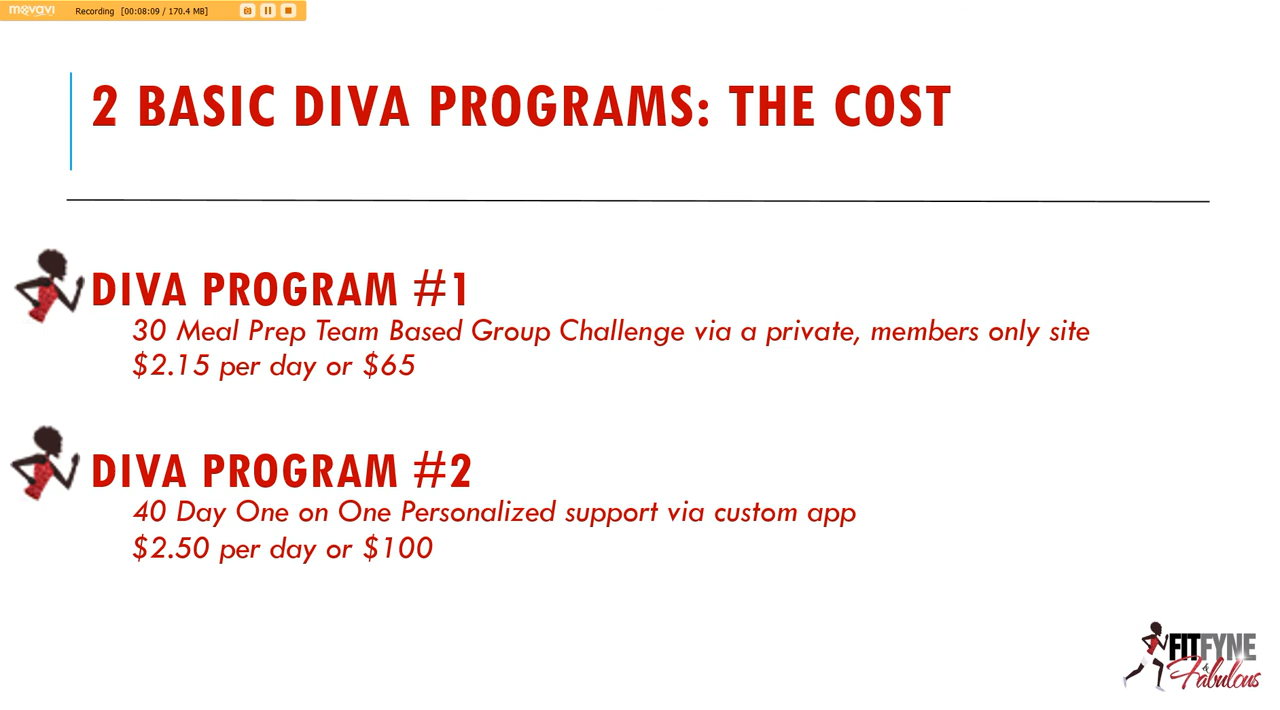 movavi Recording [00:08:09 / 170.4 MB]
2 BASIC DIVA PROGRAMS: THE COST
DIVA PROGRAM #1
30 Meal Prep Team Based Group Challenge via a private, members only site
$2.15 per day or $65
DIVA PROGRAM #2
40 Day One on One Personalized support via custom app
$2.50 per day or $100
FITFYNE
& Fabulous